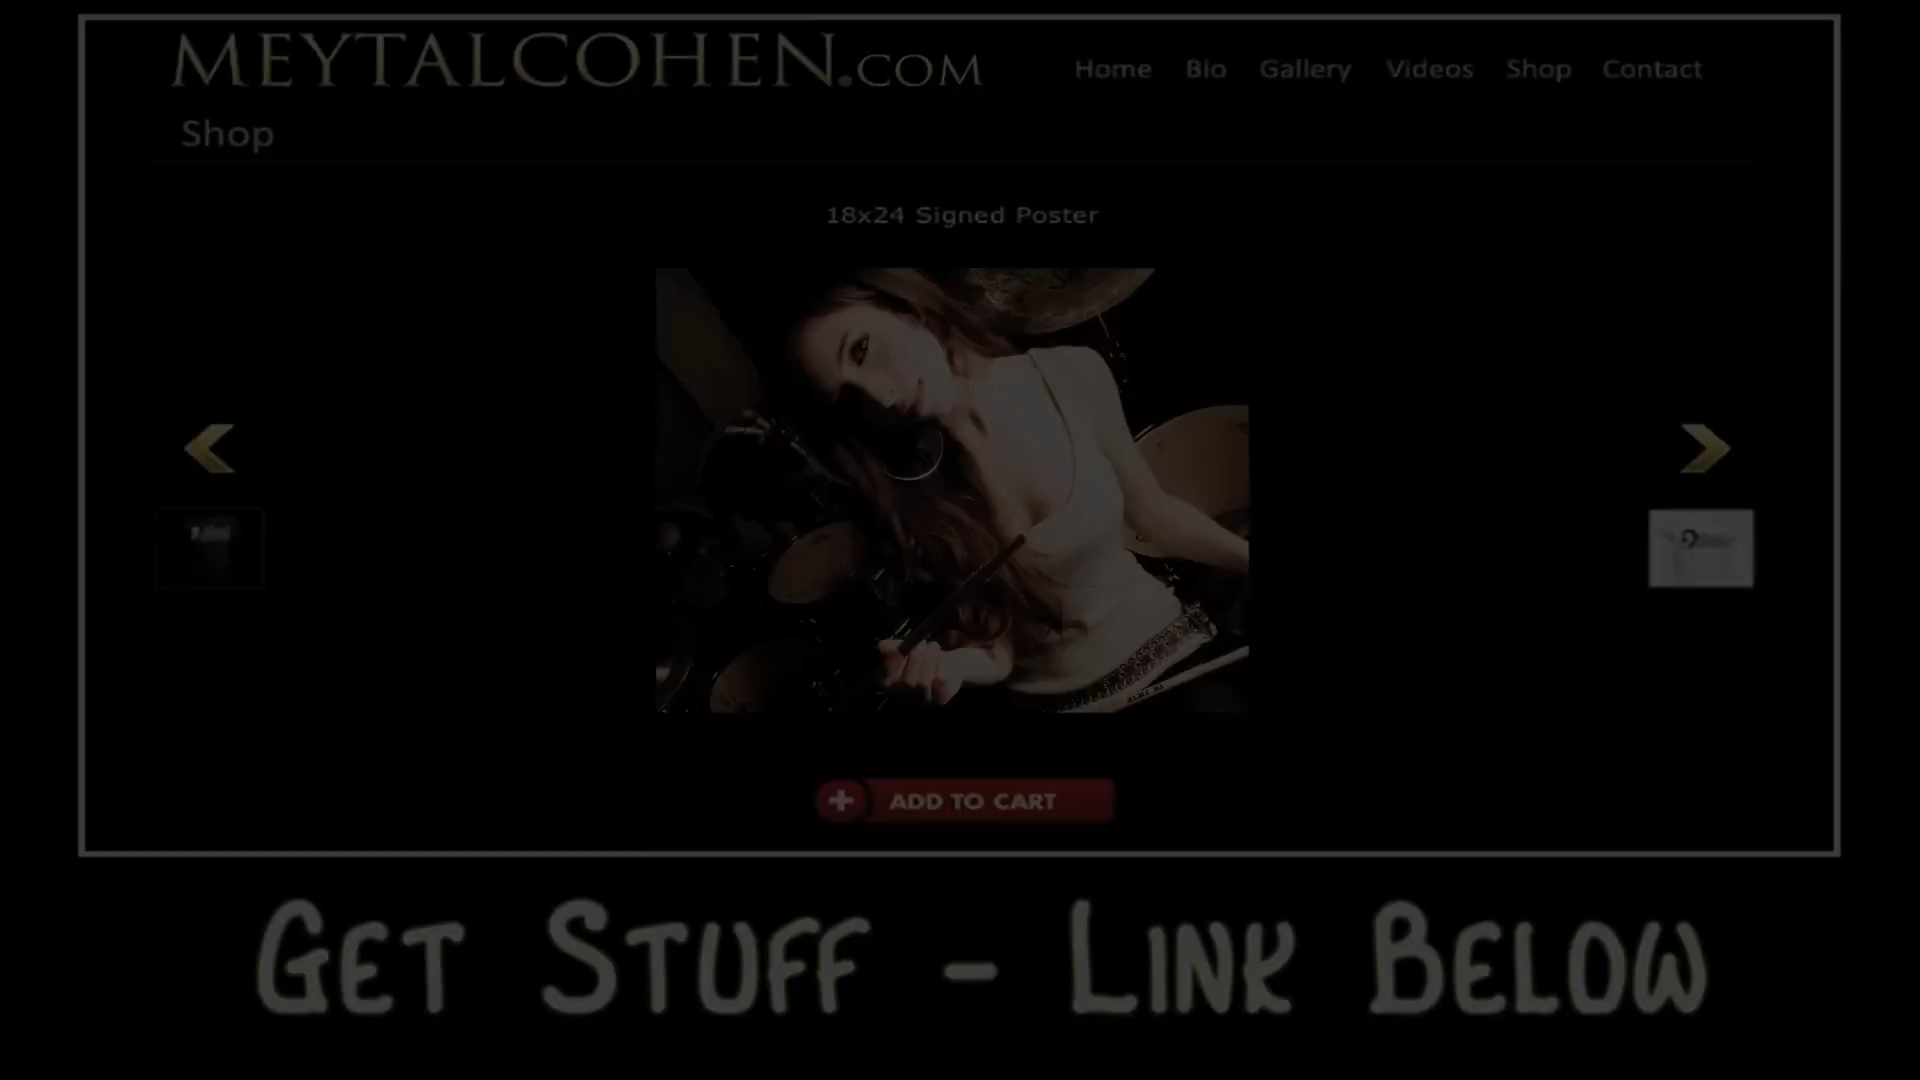 MEYTALCOHEN.COM
Home Bio Gallery Videos Shop Contact
Shop
18x24 Signed Poster
ADD TO CART
GET STUFF - LINK BELOW